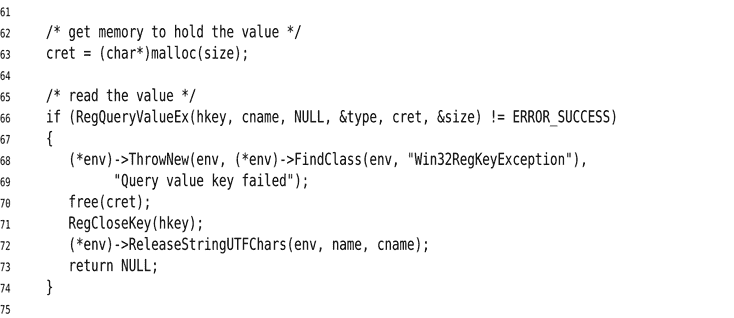 61
62 /* get memory to hold the value */
63 cret = (char*)malloc(size);
64
65 /* read the value */
66 if (RegQueryValueEx(hkey, cname, NULL, &type, cret, &size) != ERROR_SUCCESS)
67 {
68 (*env)->ThrowNew(env, (*env)->FindClass(env, "Win32RegKeyException"),
69 "Query value key failed");
70 free(cret);
71 RegCloseKey(hkey);
72 (*env)->ReleaseStringUTFChars(env, name, cname);
73 return NULL;
74 }
75